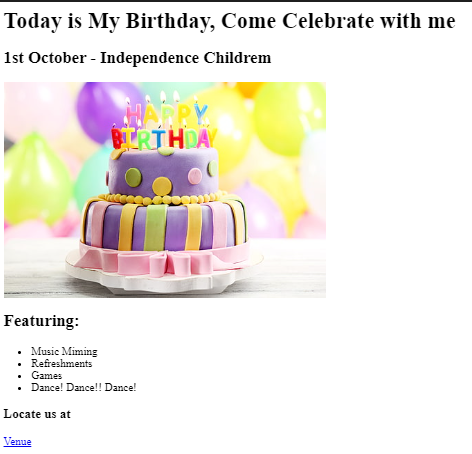 Today is My Birthday, Come Celebrate with me
1st October - Independence Childrem
HAPPY
BIRTHDAY
Featuring:
Music Miming
Refreshments
Games
Dance! Dance!! Dance!
Locate us at
Venue